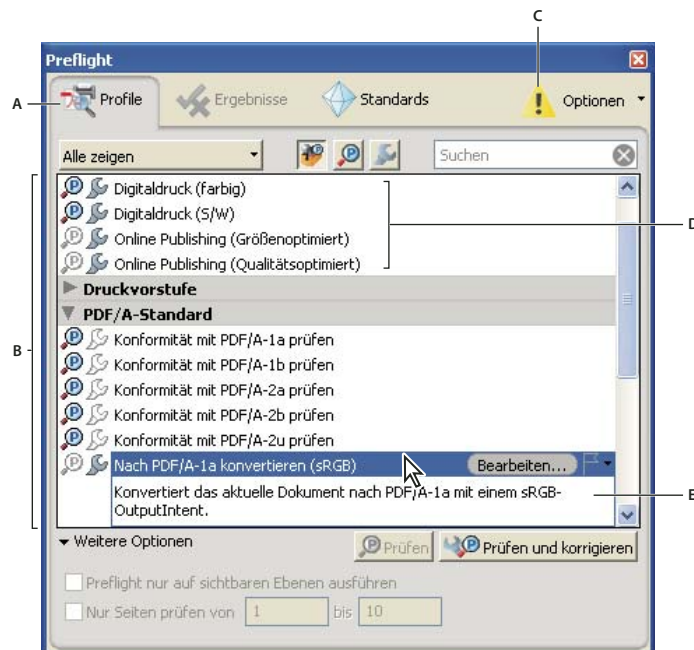 C
Preflight
A
Profile Ergebnisse Standards Optionen
Alle zeigen Suchen
Digitaldruck (farbig)
Digitaldruck (S/W)
D
Online Publishing (Größenoptimiert)
Online Publishing (Qualitätsoptimiert)
Druckvorstufe
PDF/A-Standard
Konformität mit PDF/A-1a prüfen
B
Konformität mit PDF/A-1b prüfen
Konformität mit PDF/A-2a prüfen
Konformität mit PDF/A-2b prüfen
Konformität mit PDF/A-2u prüfen
Nach PDF/A-1a konvertieren (sRGB) Bearbeiten...
Konvertiert das aktuelle Dokument nach PDF/A-1a mit einem sRGB-
OutputIntent.
Weitere Optionen Prüfen Prüfen und korrigieren
Preflight nur auf sichtbaren Ebenen ausführen
Nur Seiten prüfen von 1 bis 10